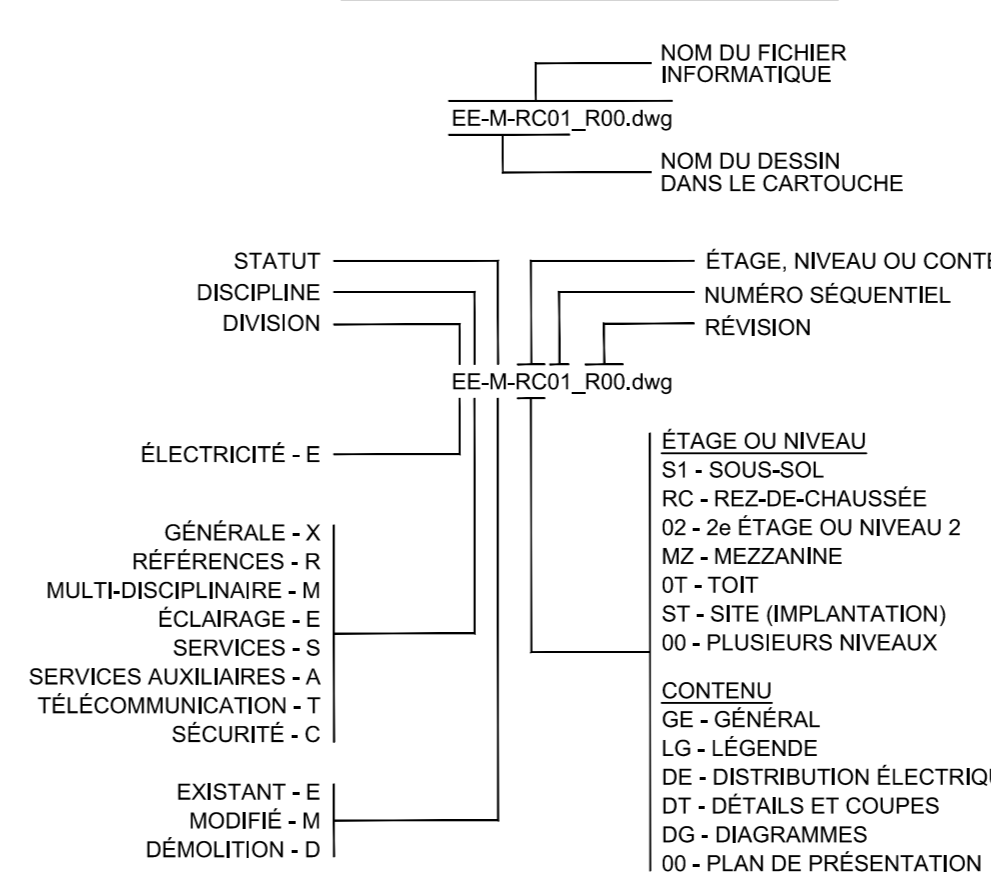 NOM DU FICHIER
INFORMATIQUE
EE-M-RC01_R00.dwg
NOM DU DESSIN
DANS LE CARTOUCHE
STATUT
DISCIPLINE
DIVISION
ÉTAGE, NIVEAU OU
NUMÉRO SÉQUENTIEL
RÉVISION
EE-M-RC01_R00.dwg
ÉLECTRICITÉ - E
GÉNÉRALE - X
RÉFÉRENCES - R
MULTI-DISCIPLINAIRE - M
ÉCLAIRAGE - E
SERVICES - S
SERVICES AUXILIAIRES - A
TÉLÉCOMMUNICATION - T
SÉCURITÉ - C
EXISTANT - E
MODIFIÉ - M
DÉMOLITION - D
ÉTAGE OU NIVEAU
S1 - SOUS-SOL
RC - REZ-DE-CHAUSSÉE
02 - 2e ÉTAGE OU NIVEAU 2
MZ - MEZZANINE
0T - TOIT
ST - SITE (IMPLANTATION)
00 - PLUSIEURS NIVEAUX
CONTENU
GE - GÉNÉRAL
LG - LÉGENDE
DE - DISTRIBUTION
DT - DÉTAILS ET COUPES
DG - DIAGRAMMES
00 - PLAN DE PRÉSENTATION